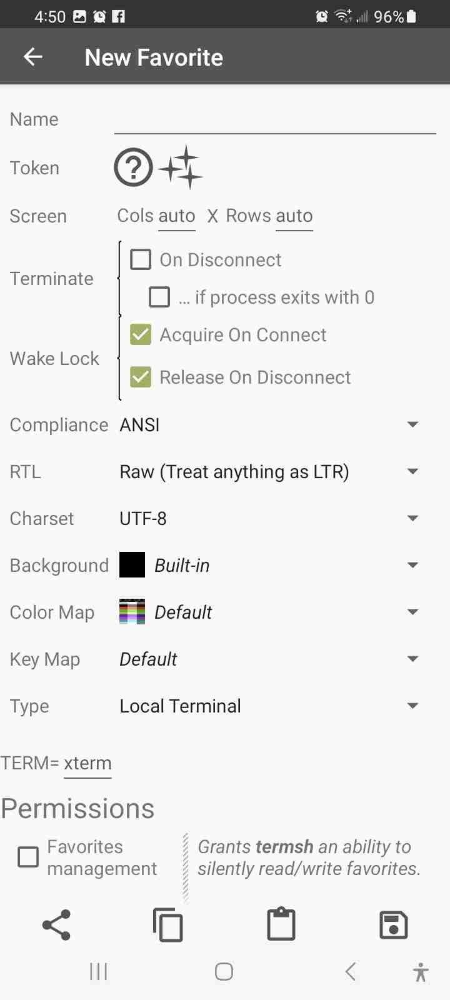 4:50 96%
New Favorite
Name
Token
Screen Cols auto X Rows auto
Terminate
On Disconnect
... if process exits with 0
Wake Lock
Acquire On Connect
Release On Disconnect
Compliance ANSI
RTL Raw (Treat anything as LTR)
Charset UTF-8
Background Built-in
Color Map Default
Key Map Default
Type Local Terminal
TERM= xterm
Permissions
Favorites
management
Grants termsh an ability to
silently read/write favorites.